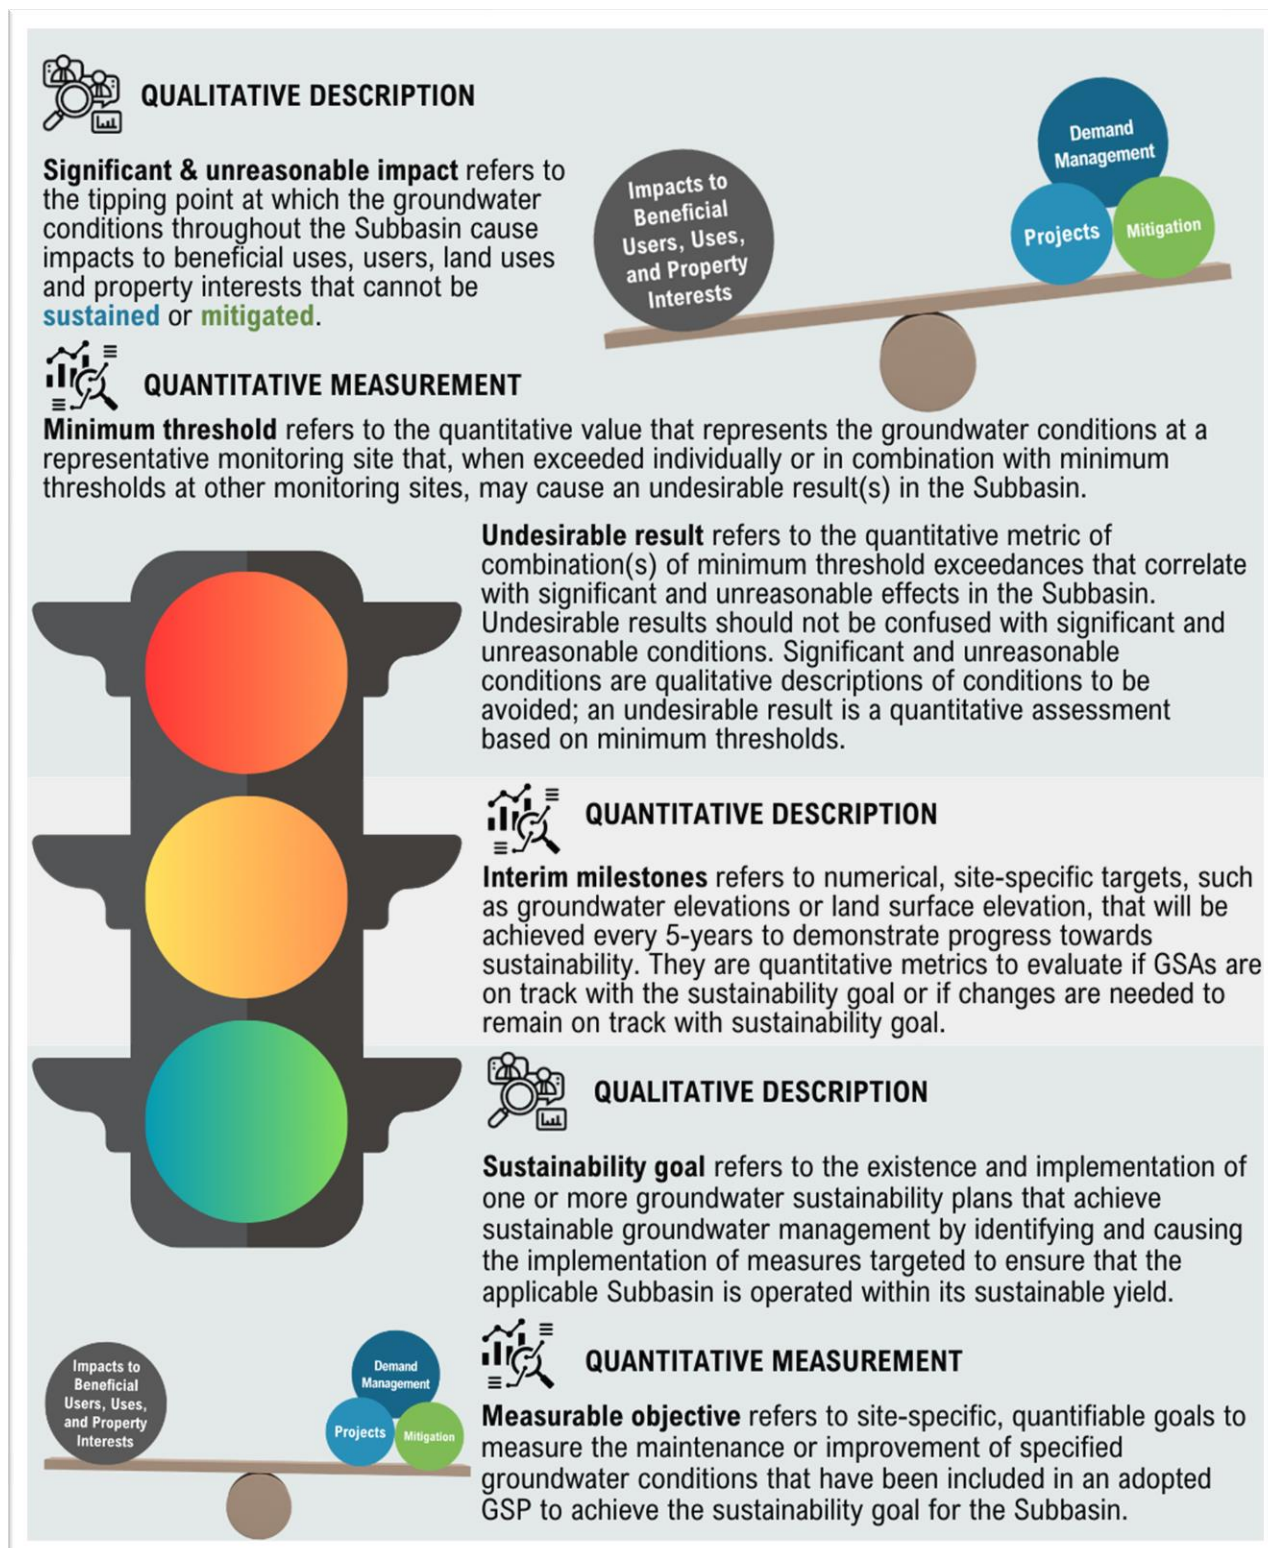 QUALITATIVE DESCRIPTION
Significant & unreasonable impact refers to
the tipping point at which the groundwater
conditions throughout the Subbasin cause
impacts to beneficial uses, users, land uses
and property interests that cannot be
sustained or mitigated.
Impacts to
Beneficial
Users, Uses,
and Property
Interests
Demand
Management
Projects
Mitigation
QUANTITATIVE MEASUREMENT
Minimum threshold refers to the quantitative value that represents the groundwater conditions at a
representative monitoring site that, when exceeded individually or in combination with minimum
thresholds at other monitoring sites, may cause an undesirable result(s) in the Subbasin.
Undesirable result refers to the quantitative metric of
combination(s) of minimum threshold exceedances that correlate
with significant and unreasonable effects in the Subbasin.
Undesirable results should not be confused with significant and
unreasonable conditions. Significant and unreasonable
conditions are qualitative descriptions of conditions to be
avoided; an undesirable result is a quantitative assessment
based on minimum thresholds.
QUANTITATIVE DESCRIPTION
Interim milestones refers to numerical, site-specific targets, such
as groundwater elevations or land surface elevation, that will be
achieved every 5-years to demonstrate progress towards
sustainability. They are quantitative metrics to evaluate if GSAs are
on track with the sustainability goal or if changes are needed to
remain on track with sustainability goal.
QUALITATIVE DESCRIPTION
Sustainability goal refers to the existence and implementation of
one or more groundwater sustainability plans that achieve
sustainable groundwater management by identifying and causing
the implementation of measures targeted to ensure that the
applicable Subbasin is operated within its sustainable yield.
Impacts to
Beneficial
Users, Uses,
and Property
Interests
Demand
Management
Projects
Mitigation
QUANTITATIVE MEASUREMENT
Measurable objective refers to site-specific, quantifiable goals to
measure the maintenance or improvement of specified
groundwater conditions that have been included in an adopted
GSP to achieve the sustainability goal for the Subbasin.